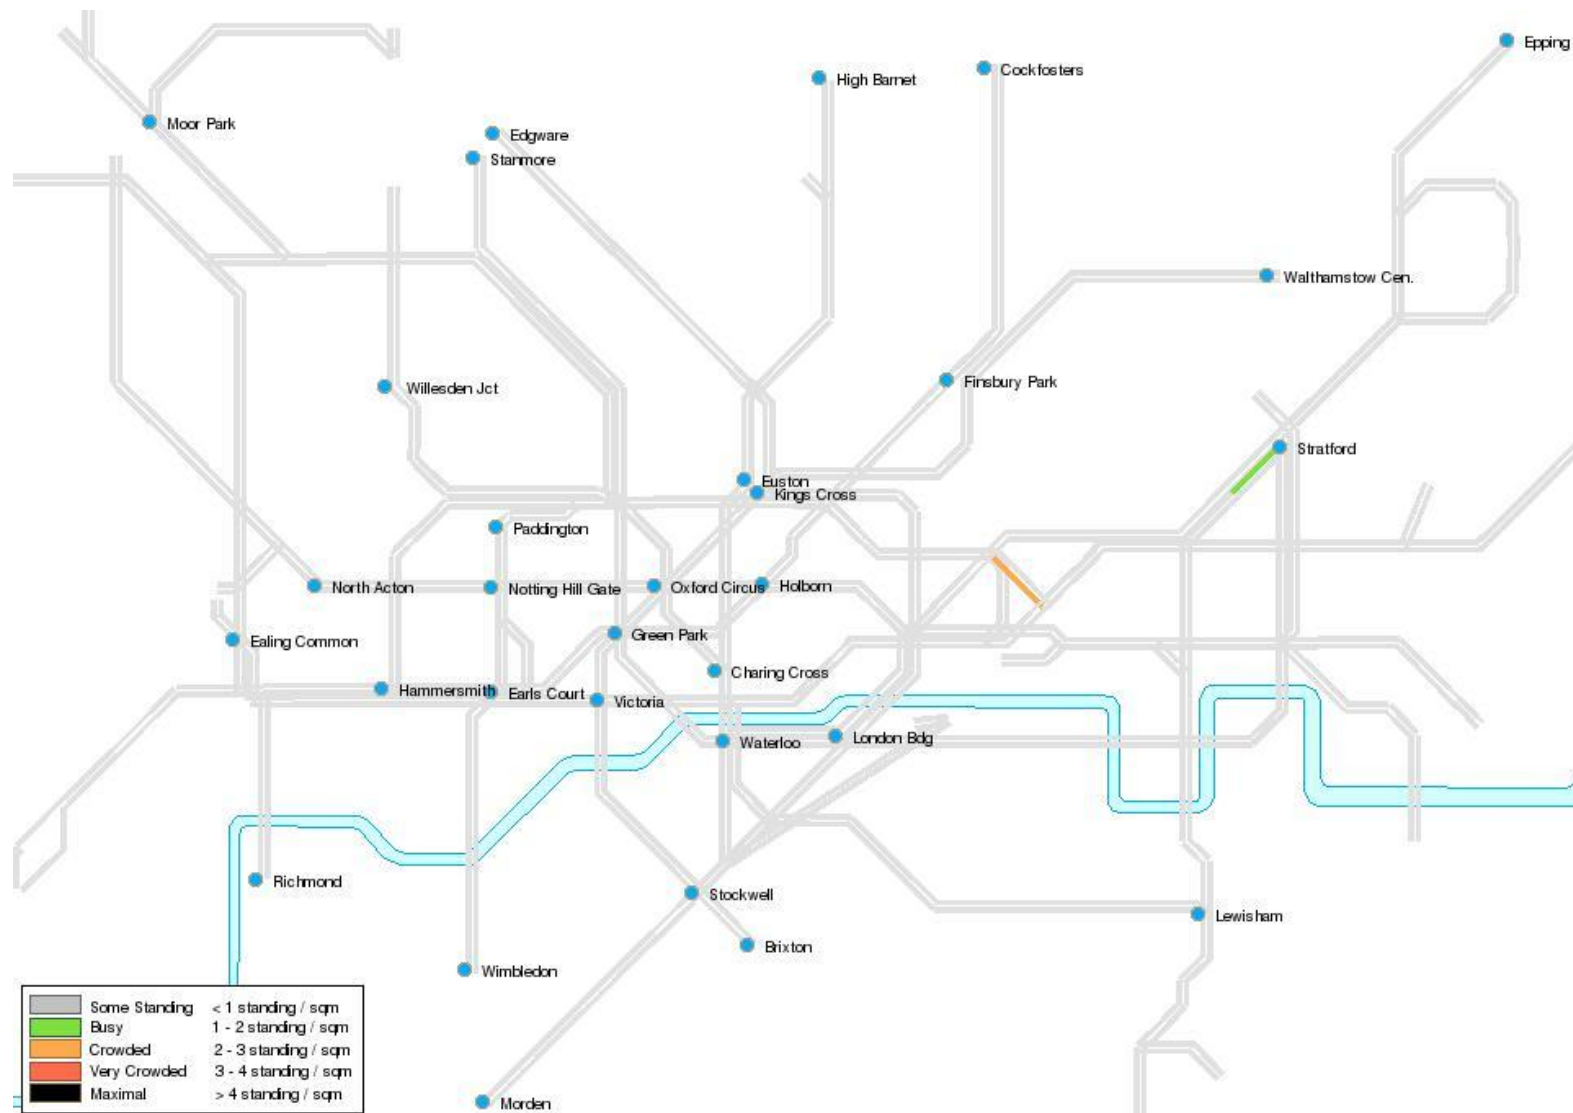 Epping
Cockfosters
High Barnet
Moor Park
Edgware
Stanmore
Walthamstow Cen.
Willesden Jct
Finsbury Park
Stratford
Euston
Kings Cross
Paddington
North Acton
Notting Hill Gate
Oxford Circus
Holborn
Ealing Common
Green Park
Charing Cross
Hammersmith
Earls Court
Victoria
Waterloo
London Bdg
Richmond
Stockwell
Lewisham
Brixton
Wimbledon
Some Standing < 1 standing / sqm
Busy 1 - 2 standing / sqm
Crowded 2 - 3 standing / sqm
Very Crowded 3 - 4 standing / sqm
Maximal > 4 standing / sqm
Morden